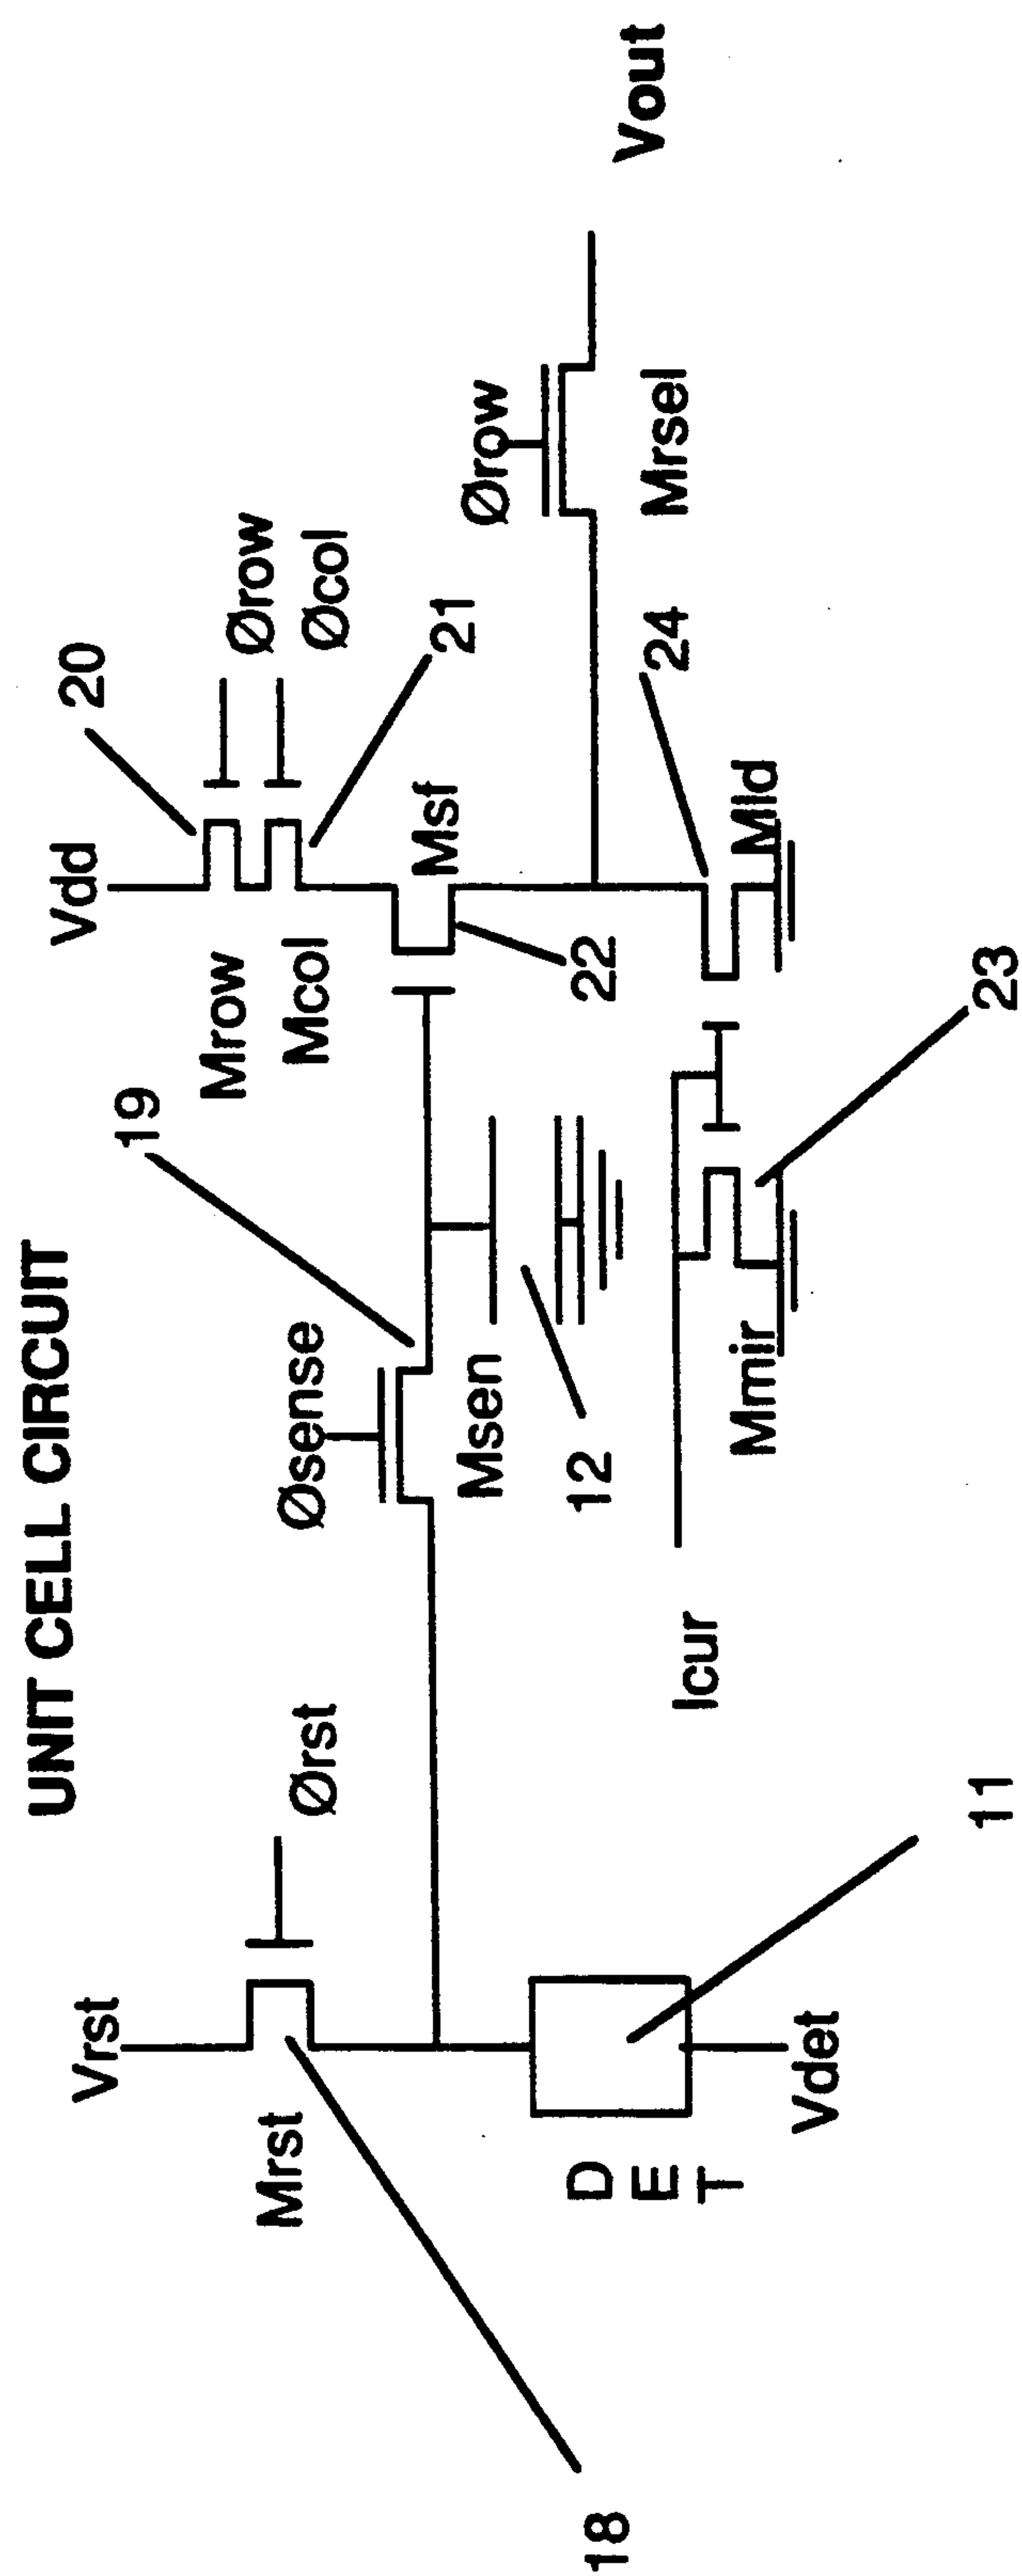 UNIT CELL CIRCUIT
Vrst
Mrst
Ørst
18
D
E
T
Vdet
11
Øsense
19
Msen
12
Icur
Mmir
23
Vdd
20
Mrow
Ørow
Mcol
Øcol
21
Msf
22
24
Mld
Ørow
Mrsel
Vout